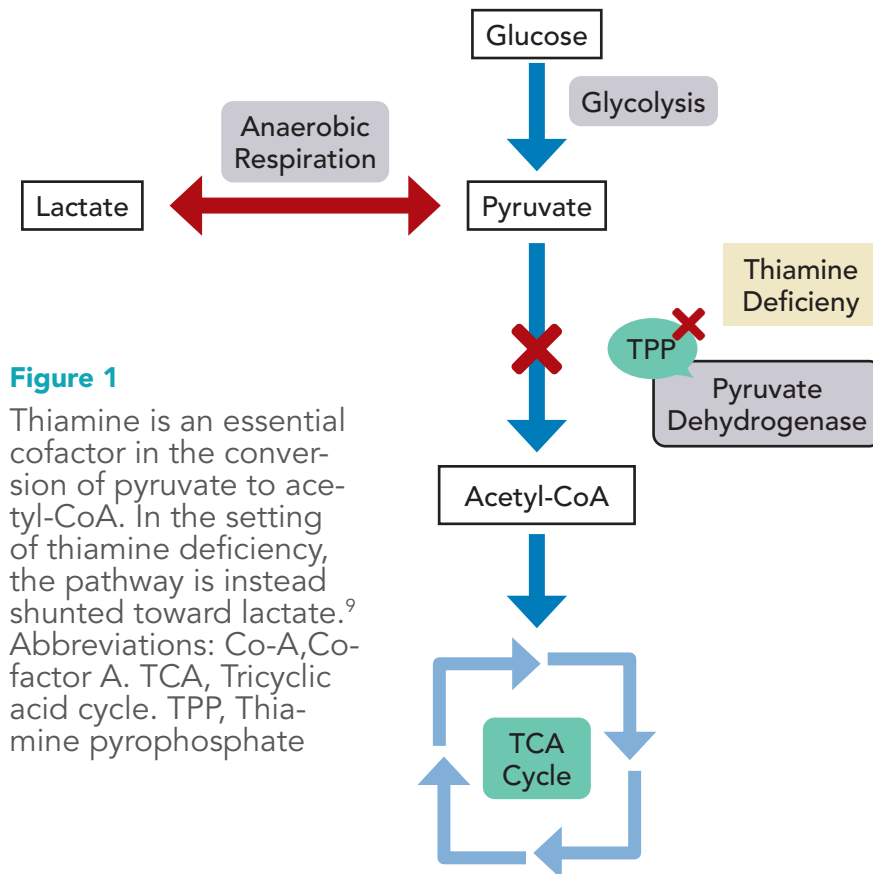 Glucose
Glycolysis
Anaerobic
Respiration
Lactate
Pyruvate
Thiamine
Deficieny
TPP
Pyruvate
Dehydrogenase
Figure 1
Thiamine is an essential
cofactor in the conver-
sion of pyruvate to ace-
tyl-CoA. In the setting
of thiamine deficiency,
the pathway is instead
shunted toward lactate.⁹
Abbreviations: Co-A,Co-
factor A. TCA, Tricyclic
acid cycle. TPP, Thia-
mine pyrophosphate
Acetyl-CoA
TCA
Cycle